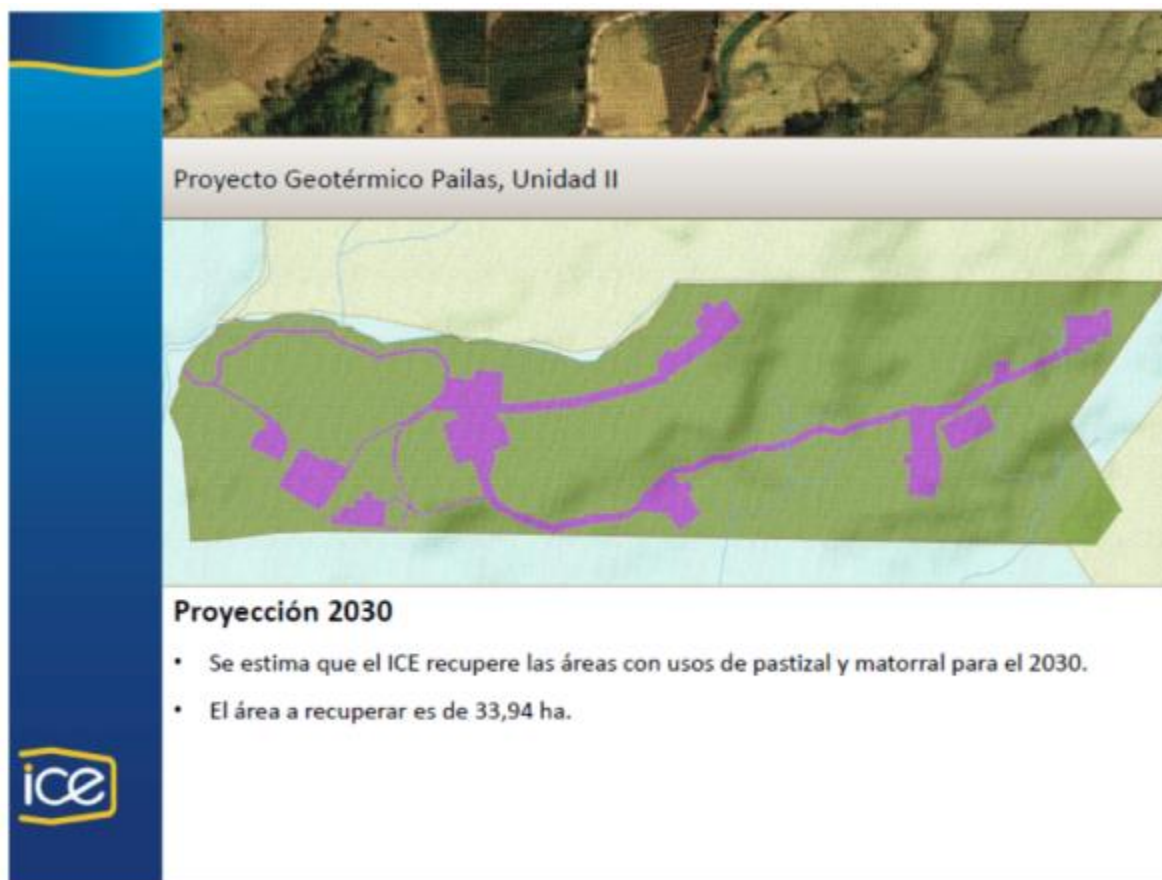 Proyecto Geotérmico Pailas, Unidad II
Proyección 2030
• Se estima que el ICE recupere las áreas con usos de pastizal y matorral para el 2030.
• El área a recuperar es de 33,94 ha.
ice